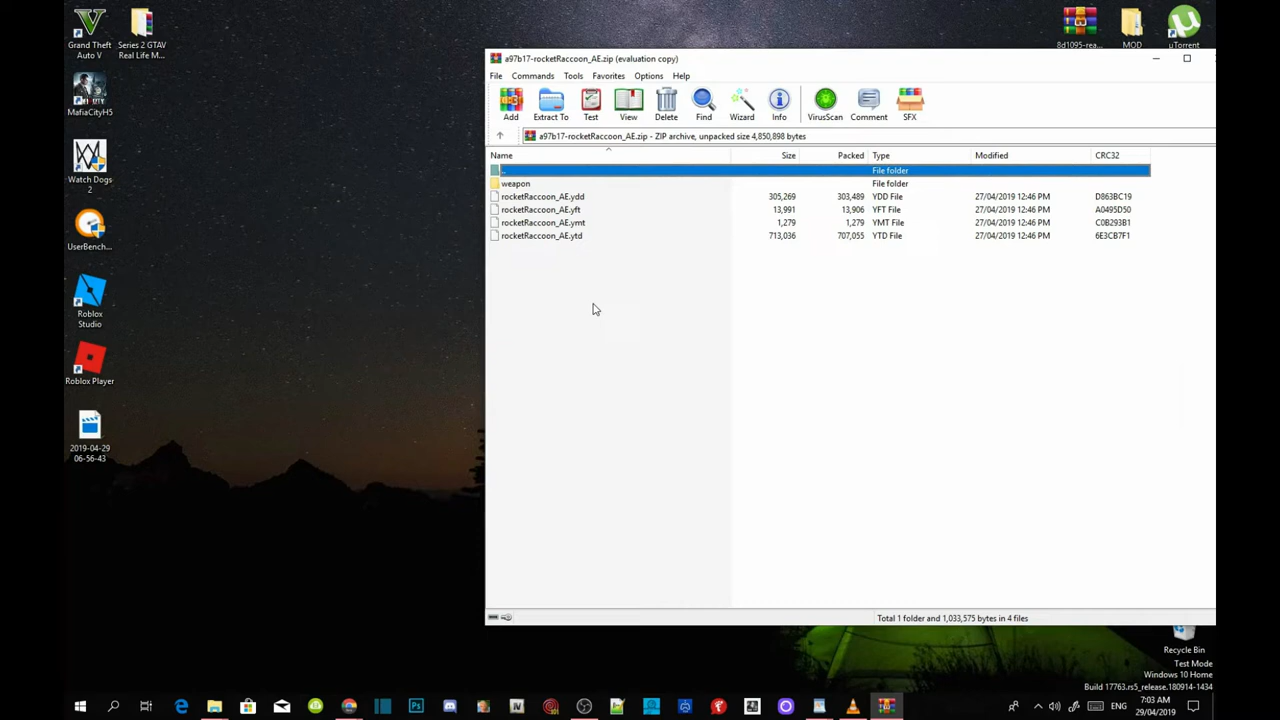 Grand Theft
Auto V
Series 2 GTAV
Real Life M...
MafiaCityH5
Watch Dogs
2
UserBench...
Roblox
Studio
Roblox Player
2019-04-29
06-56-43
8d1095-rea...
MOD
µTorrent
a97b17-rocketRaccoon_AE.zip (evaluation copy)
File Commands Tools Favorites Options Help
Add Extract To Test View Delete Find Wizard Info VirusScan Comment SFX
a97b17-rocketRaccoon_AE.zip - ZIP archive, unpacked size 4,850,898 bytes
Name Size Packed Type Modified CRC32
.. File folder
weapon File folder
rocketRaccoon_AE.ydd 305,269 303,489 YDD File 27/04/2019 12:46 PM D863BC19
rocketRaccoon_AE.yft 13,991 13,906 YFT File 27/04/2019 12:46 PM A0495D50
rocketRaccoon_AE.ymt 1,279 1,279 YMT File 27/04/2019 12:46 PM C0B293B1
rocketRaccoon_AE.ytd 713,036 707,055 YTD File 27/04/2019 12:46 PM 6E3CB7F1
Total 1 folder and 1,033,575 bytes in 4 files
Recycle Bin
Test Mode
Windows 10 Home
Build 17763.rs5_release.180914-1434
ENG
7:03 AM
29/04/2019